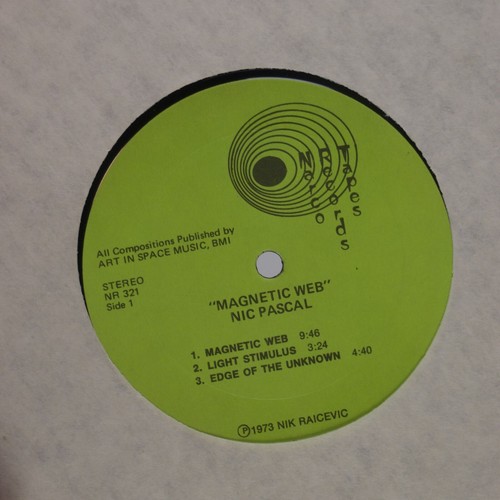 Narco Records Tapes
All Compositions Published by
ART IN SPACE MUSIC, BMI
STEREO
NR 321
Side 1
"MAGNETIC WEB"
NIC PASCAL
1. MAGNETIC WEB 9:46
2. LIGHT STIMULUS 3:24
3. EDGE OF THE UNKNOWN 4:40
Ⓟ1973 NIK RAICEVIC